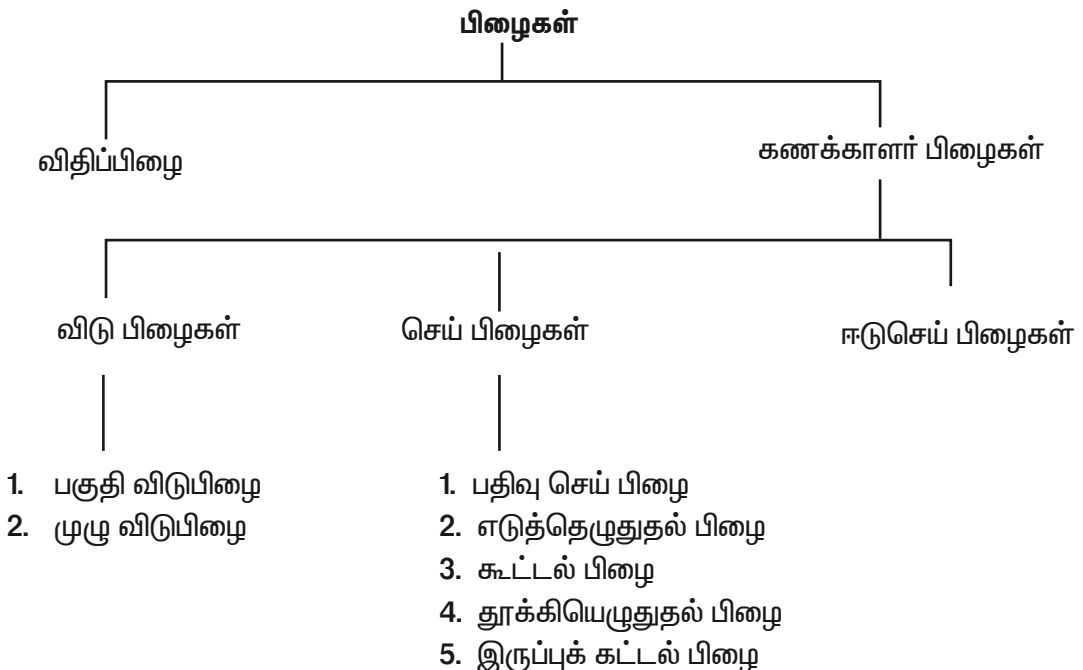 பிழைகள்
விதிப்பிழை
கணக்காளர் பிழைகள்
விடு பிழைகள்
செய் பிழைகள்
ஈடுசெய் பிழைகள்
1. பகுதி விடுபிழை
2. முழு விடுபிழை
1. பதிவு செய் பிழை
2. எடுத்தெழுதுதல் பிழை
3. கூட்டல் பிழை
4. தூக்கியெழுதுதல் பிழை
5. இருப்புக் கட்டல் பிழை